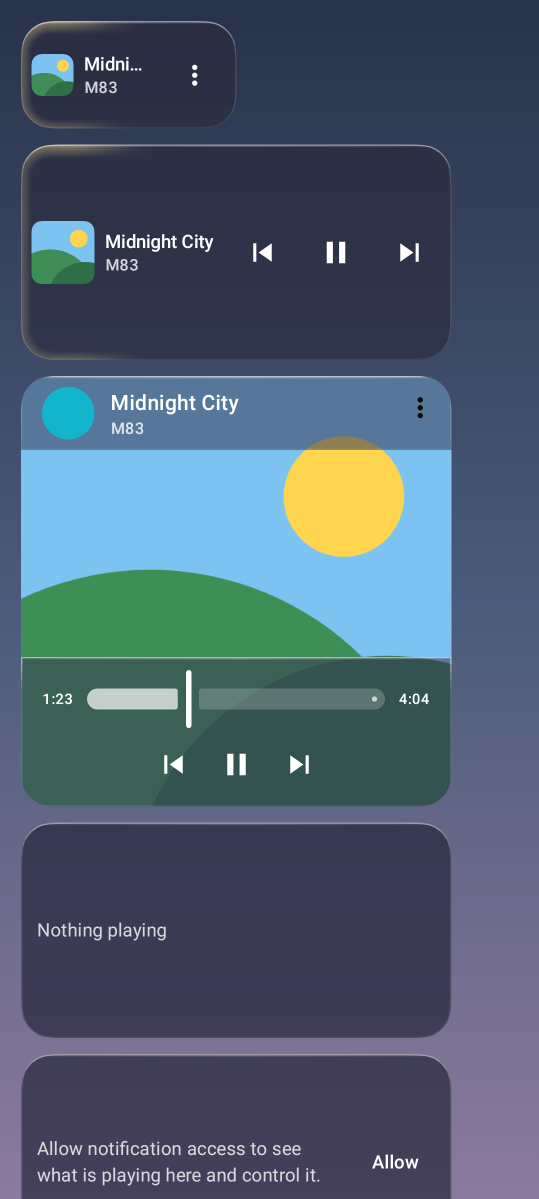 Midni...
M83
Midnight City
M83
Midnight City
M83
1:23
4:04
Nothing playing
Allow notification access to see
what is playing here and control it.
Allow